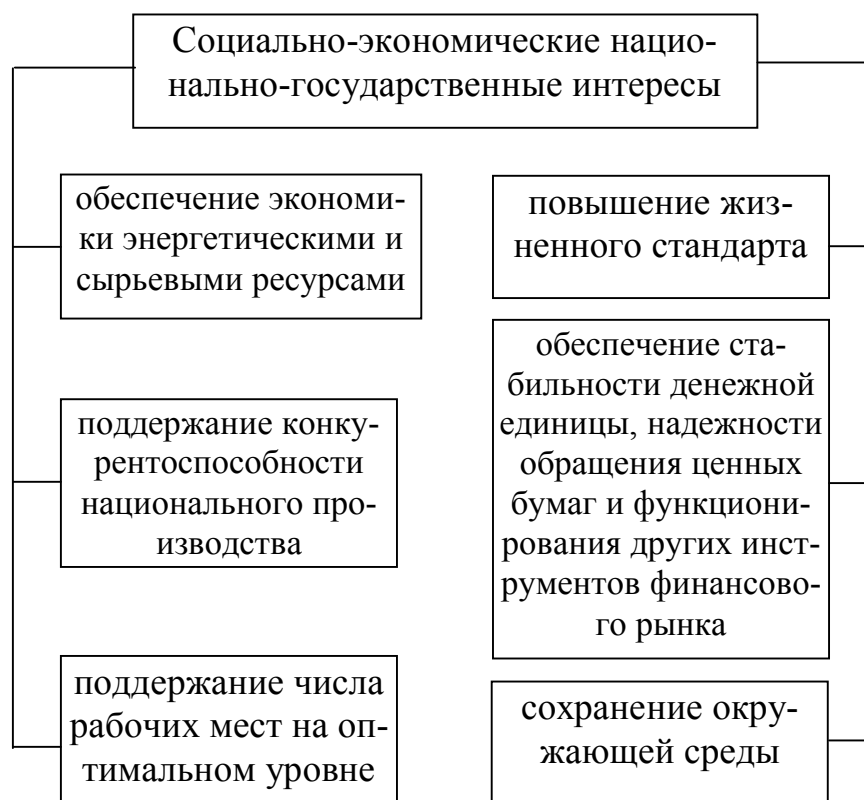 Социально-экономические нацио-
нально-государственные интересы
обеспечение экономи-
ки энергетическими и
сырьевыми ресурсами
поддержание конку-
рентоспособности
национального про-
изводства
поддержание числа
рабочих мест на оп-
тимальном уровне
повышение жиз-
ненного стандарта
обеспечение ста-
бильности денежной
единицы, надежности
обращения ценных
бумаг и функциони-
рования других инст-
рументов финансово-
го рынка
сохранение окру-
жающей среды